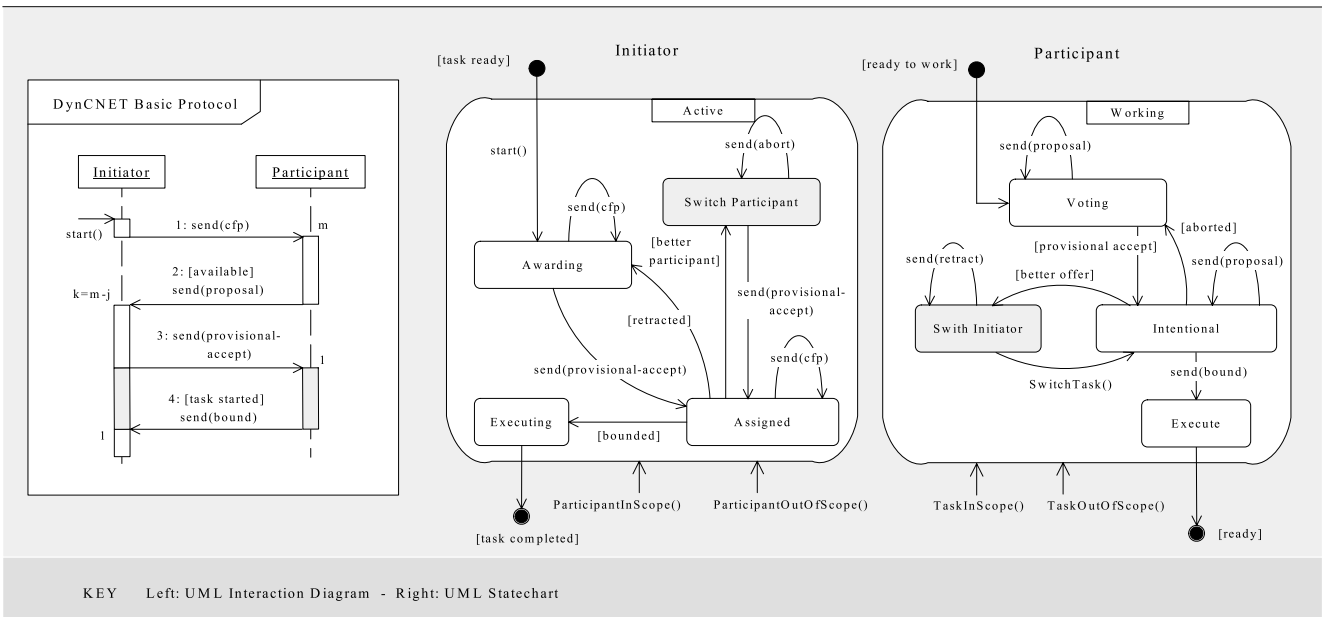 DynCNET Basic Protocol
Initiator
Participant
start()
1: send(cfp)
m
2: [available]
send(proposal)
k=m-j
3: send(provisional-
accept)
1
4: [task started]
send(bound)
1
Initiator
[task ready]
Active
start()
send(abort)
Switch Participant
send(cfp)
Awarding
[better
participant]
send(provisional-
accept)
[retracted]
send(cfp)
send(provisional-accept)
Executing
[bounded]
Assigned
ParticipantInScope()
ParticipantOutOfScope()
[task completed]
Participant
[ready to work]
Working
send(proposal)
Voting
[provisional accept]
[aborted]
send(retract)
[better offer]
send(proposal)
Swith Initiator
Intentional
SwitchTask()
send(bound)
Execute
TaskInScope()
TaskOutOfScope()
[ready]
KEY Left: UML Interaction Diagram - Right: UML Statechart